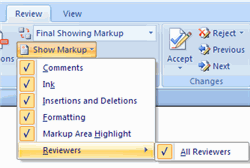 Review View
Final Showing Markup
Show Markup
Comments
Ink
Insertions and Deletions
Formatting
Markup Area Highlight
Reviewers
All Reviewers
Accept
Reject
Previous
Next
Changes